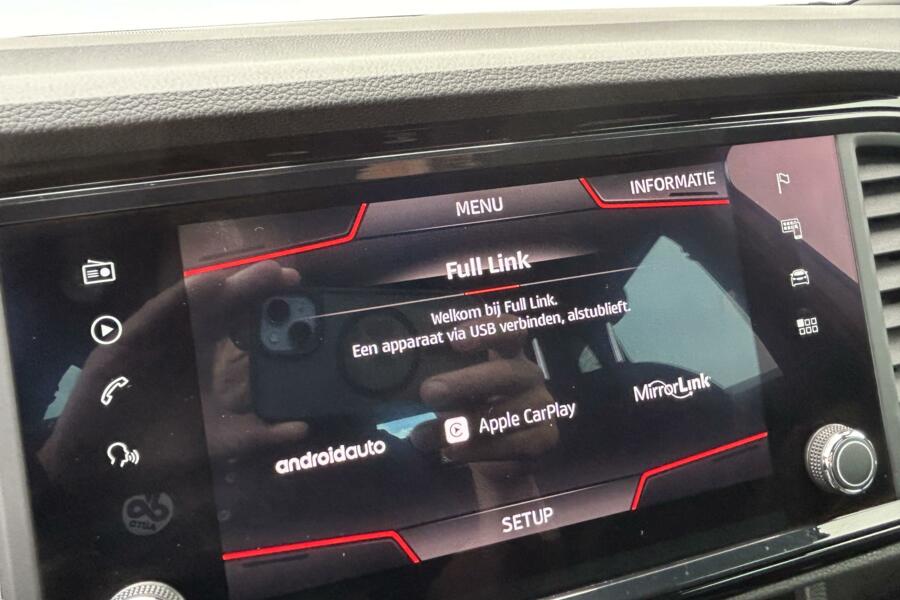 MENU
INFORMATIE
Full Link
Welkom bij Full Link.
Een apparaat via USB verbinden, alstublieft.
androidauto
Apple CarPlay
MirrorLink
SETUP